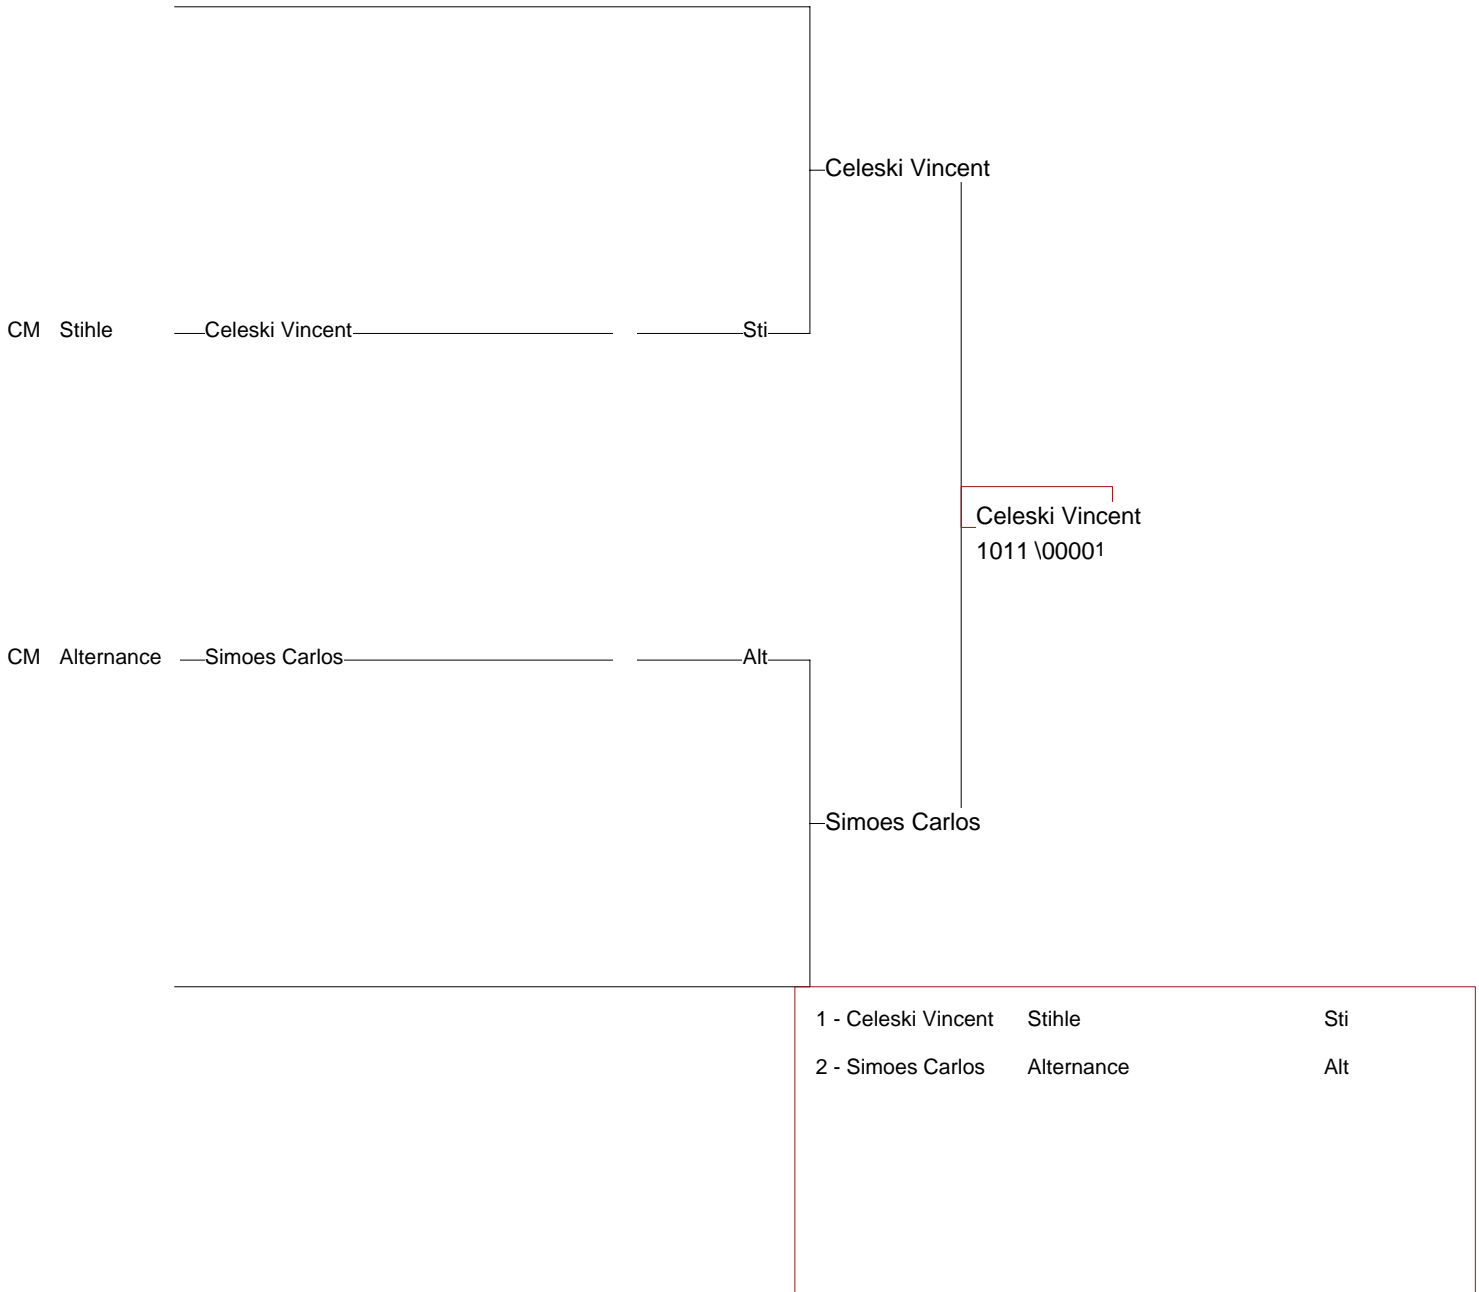 Celeski Vincent
CM Stihle Celeski Vincent Sti
Celeski Vincent
1011 \00001
CM Alternance Simoes Carlos Alt
Simoes Carlos
1 - Celeski Vincent Stihle Sti
2 - Simoes Carlos Alternance Alt